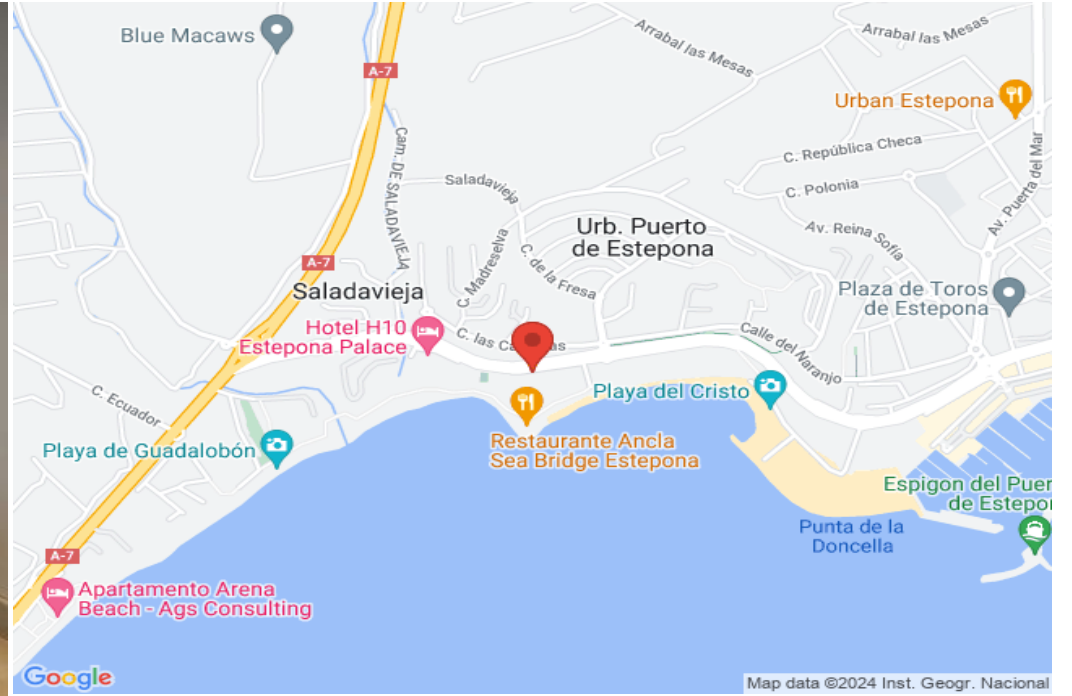 Blue Macaws
Arrabal las Mesas
Arrabal las Mesas
A-7
Urban Estepona
Cam. DE SALADAVIEJA
C. República Checa
Saladavieja
C. Polonia
Av. Puerta del Mar
Urb. Puerto
de Estepona
Av. Reina Sofía
C. Madreselva
C. de la Fresa
A-7
Saladavieja
Plaza de Toros
de Estepona
Hotel H10
Estepona Palace
C. las Ca
as
Calle del Naranjo
C. Ecuador
Playa del Cristo
Playa de Guadalobón
Restaurante Ancla
Sea Bridge Estepona
Espigon del Puer
de Estepor
Punta de la
Doncella
A-7
Apartamento Arena
Beach - Ags Consulting
Google
Map data ©2024 Inst. Geogr. Nacional